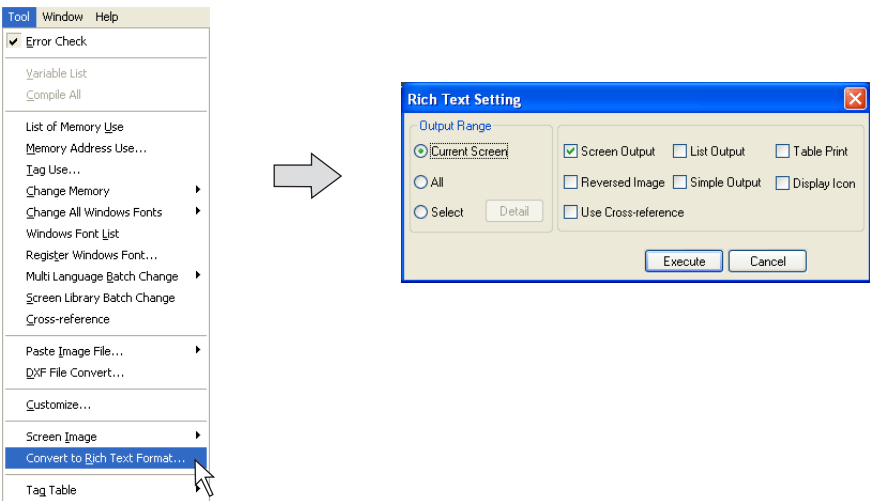 Tool Window Help
Error Check
Variable List
Compile All
List of Memory Use
Memory Address Use...
Tag Use...
Change Memory
Change All Windows Fonts
Windows Font List
Register Windows Font...
Multi Language Batch Change
Screen Library Batch Change
Cross-reference
Paste Image File...
DXF File Convert...
Customize...
Screen Image
Convert to Rich Text Format...
Tag Table
Rich Text Setting
Output Range
Current Screen
All
Select Detail
Screen Output List Output Table Print
Reversed Image Simple Output Display Icon
Use Cross-reference
Execute Cancel